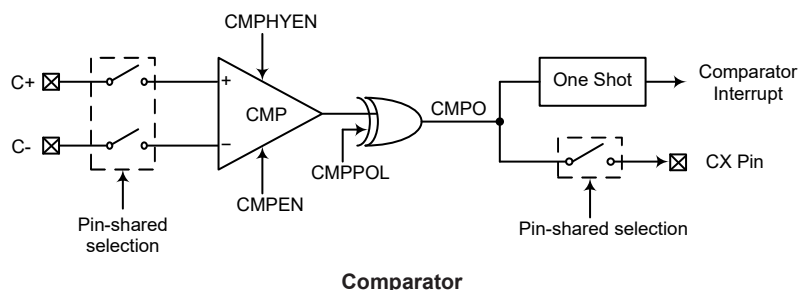 CMPHYEN
C+
+
CMP
C-
−
CMPEN
CMPPOL
CMPO
One Shot
Comparator
Interrupt
CX Pin
Pin-shared
selection
Pin-shared selection
Comparator